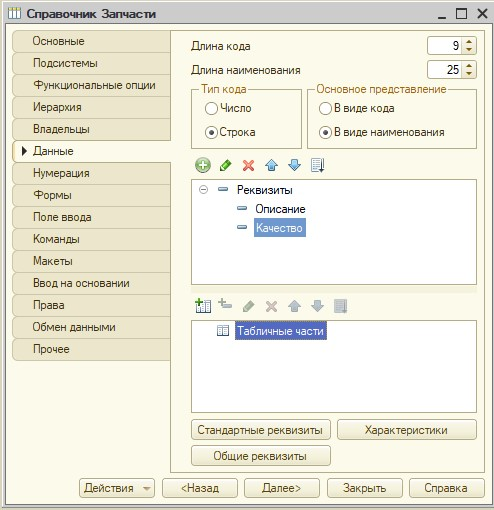 Справочник Запчасти
Основные
Подсистемы
Функциональные опции
Иерархия
Владельцы
Данные
Нумерация
Формы
Поле ввода
Команды
Макеты
Ввод на основании
Права
Обмен данными
Прочее
Длина кода 9
Длина наименования 25
Тип кода
Число
Строка
Основное представление
В виде кода
В виде наименования
Реквизиты
Описание
Качество
Табличные части
Стандартные реквизиты Характеристики
Общие реквизиты
Действия <Назад Далее> Закрыть Справка